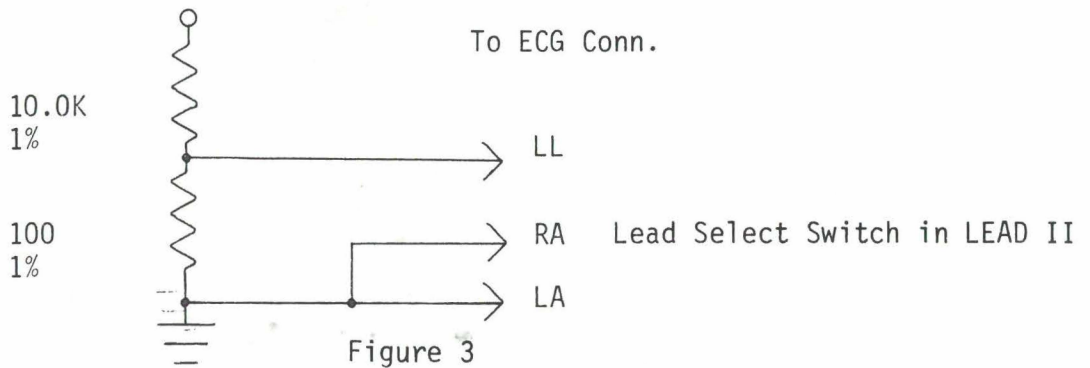 To ECG Conn.
10.0K
1%
LL
100
1%
RA Lead Select Switch in LEAD II
LA
Figure 3